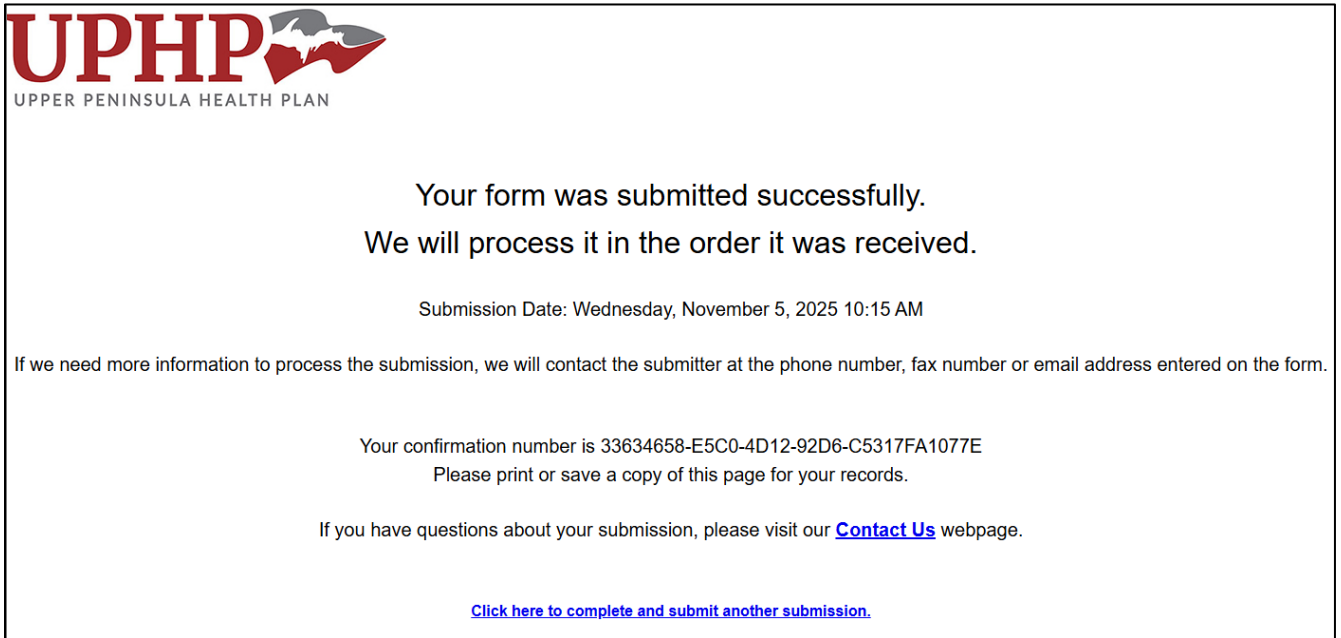 UPHP
UPPER PENINSULA HEALTH PLAN
Your form was submitted successfully.
We will process it in the order it was received.
Submission Date: Wednesday, November 5, 2025 10:15 AM
If we need more information to process the submission, we will contact the submitter at the phone number, fax number or email address entered on the form.
Your confirmation number is 33634658-E5C0-4D12-92D6-C5317FA1077E
Please print or save a copy of this page for your records.
If you have questions about your submission, please visit our Contact Us webpage.
Click here to complete and submit another submission.